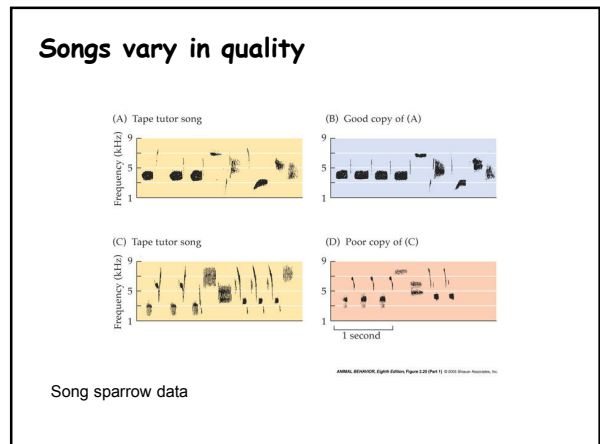 Songs vary in quality
(A) Tape tutor song
(B) Good copy of (A)
Frequency (kHz)
9
5
1
9
5
1
(C) Tape tutor song
(D) Poor copy of (C)
Frequency (kHz)
9
5
1
9
5
1
1 second
ANIMAL BEHAVIOR, Eighth Edition, Figure 2.20 (Part 1) © 2005 Sinauer Associates, Inc.
Song sparrow data